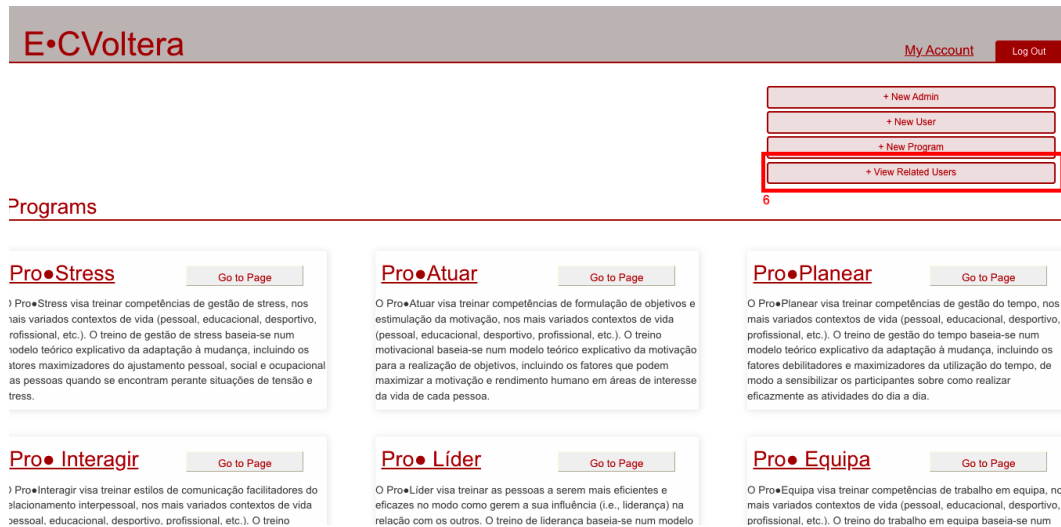 E•CVoltera
My Account
Log Out
+ New Admin
+ New User
+ New Program
+ View Related Users
6
Programs
Pro●Stress
Go to Page
O Pro●Stress visa treinar competências de gestão de stress, nos
mais variados contextos de vida (pessoal, educacional, desportivo,
profissional, etc.). O treino de gestão de stress baseia-se num
modelo teórico explicativo da adaptação à mudança, incluindo os
fatores maximizadores do ajustamento pessoal, social e ocupacional
das pessoas quando se encontram perante situações de tensão e
stress.
Pro●Atuar
Go to Page
O Pro●Atuar visa treinar competências de formulação de objetivos e
estimulação da motivação, nos mais variados contextos de vida
(pessoal, educacional, desportivo, profissional, etc.). O treino
motivacional baseia-se num modelo teórico explicativo da motivação
para a realização de objetivos, incluindo os fatores que podem
maximizar a motivação e rendimento humano em áreas de interesse
da vida de cada pessoa.
Pro●Planear
Go to Page
O Pro●Planear visa treinar competências de gestão do tempo, nos
mais variados contextos de vida (pessoal, educacional, desportivo,
profissional, etc.). O treino de gestão do tempo baseia-se num
modelo teórico explicativo da adaptação à mudança, incluindo os
fatores debilitadores e maximizadores da utilização do tempo, de
modo a sensibilizar os participantes sobre como realizar
eficazmente as atividades do dia a dia.
Pro● Interagir
Go to Page
O Pro●Interagir visa treinar estilos de comunicação facilitadores do
relacionamento interpessoal, nos mais variados contextos de vida
(pessoal, educacional, desportivo, profissional, etc.). O treino
Pro● Líder
Go to Page
O Pro●Líder visa treinar as pessoas a serem mais eficientes e
eficazes no modo como gerem a sua influência (i.e., liderança) na
relação com os outros. O treino de liderança baseia-se num modelo
Pro● Equipa
Go to Page
O Pro●Equipa visa treinar competências de trabalho em equipa, no
mais variados contextos de vida (pessoal, educacional, desportivo,
profissional, etc.). O treino do trabalho em equipa baseia-se num